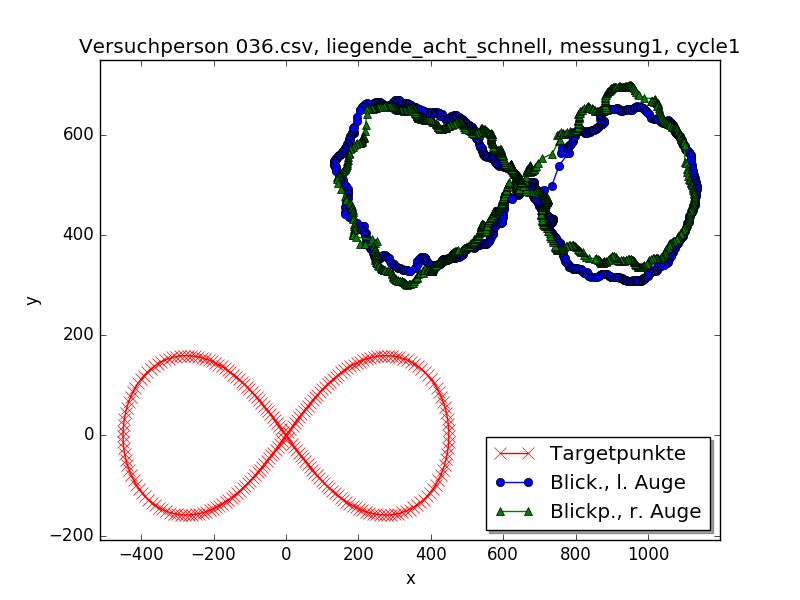 Versuchperson 036.csv, liegende_acht_schnell, messung1, cycle1
y
600
400
200
0
−200
−400
−200
0
200
400
600
800
1000
x
Targetpunkte
Blick., l. Auge
Blickp., r. Auge